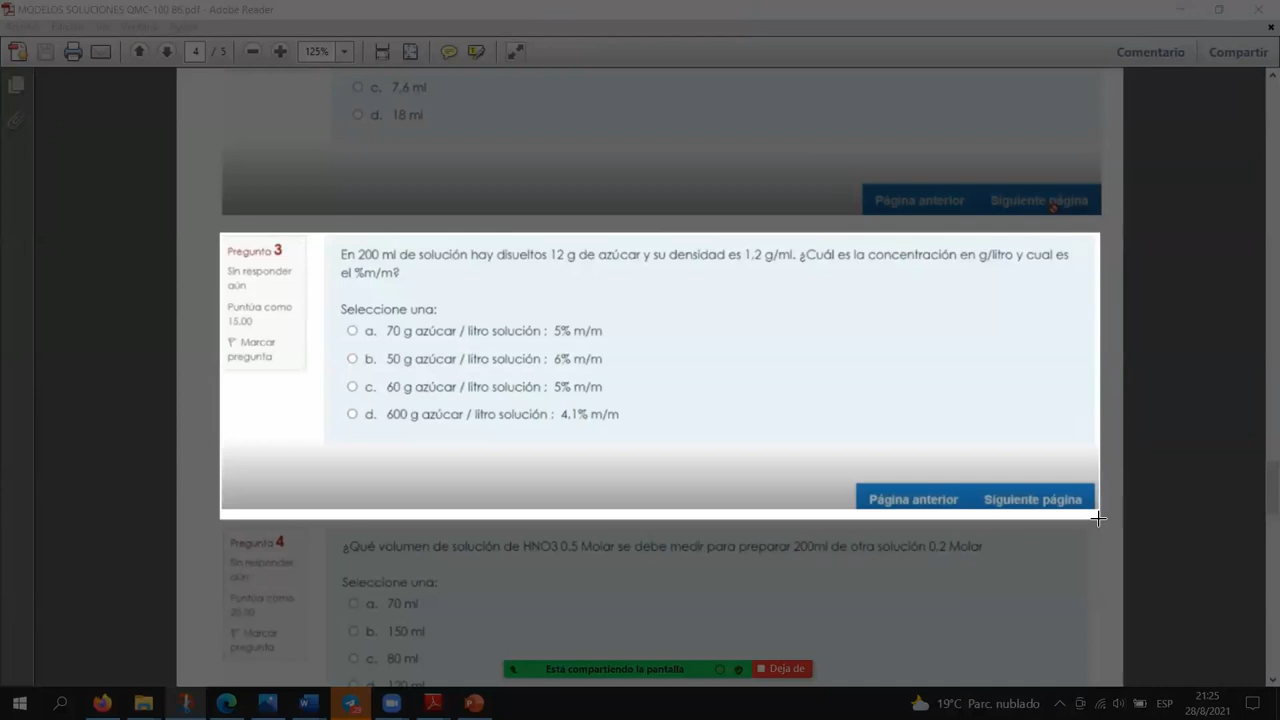 MODELOS SOLUCIONES QMC-100 B6.pdf - Adobe Reader
4 / 5
125%
Comentario
Compartir
c. 7,6 ml
d. 18 ml
Página anterior
Siguiente página
Pregunta 3
Sin responder
aún
Puntúa como
15,00
Marcar
pregunta
En 200 ml de solución hay disueltos 12 g de azúcar y su densidad es 1,2 g/ml. ¿Cuál es la concentración en g/litro y cual es
el %m/m?
Seleccione una:
a. 70 g azúcar / litro solución : 5% m/m
b. 50 g azúcar / litro solución : 6% m/m
c. 60 g azúcar / litro solución : 5% m/m
d. 600 g azúcar / litro solución : 4,1% m/m
Página anterior
Siguiente página
Pregunta 4
Sin responder
aún
Puntúa como
20,00
Marcar
pregunta
¿Qué volumen de solución de HNO3 0.5 Molar se debe medir para preparar 200ml de otra solución 0.2 Molar
Seleccione una:
a. 70 ml
b. 150 ml
c. 80 ml
d. 120 ml
Está compartiendo la pantalla
Deja de
19°C Parc. nublado
ESP
21:25
28/8/2021